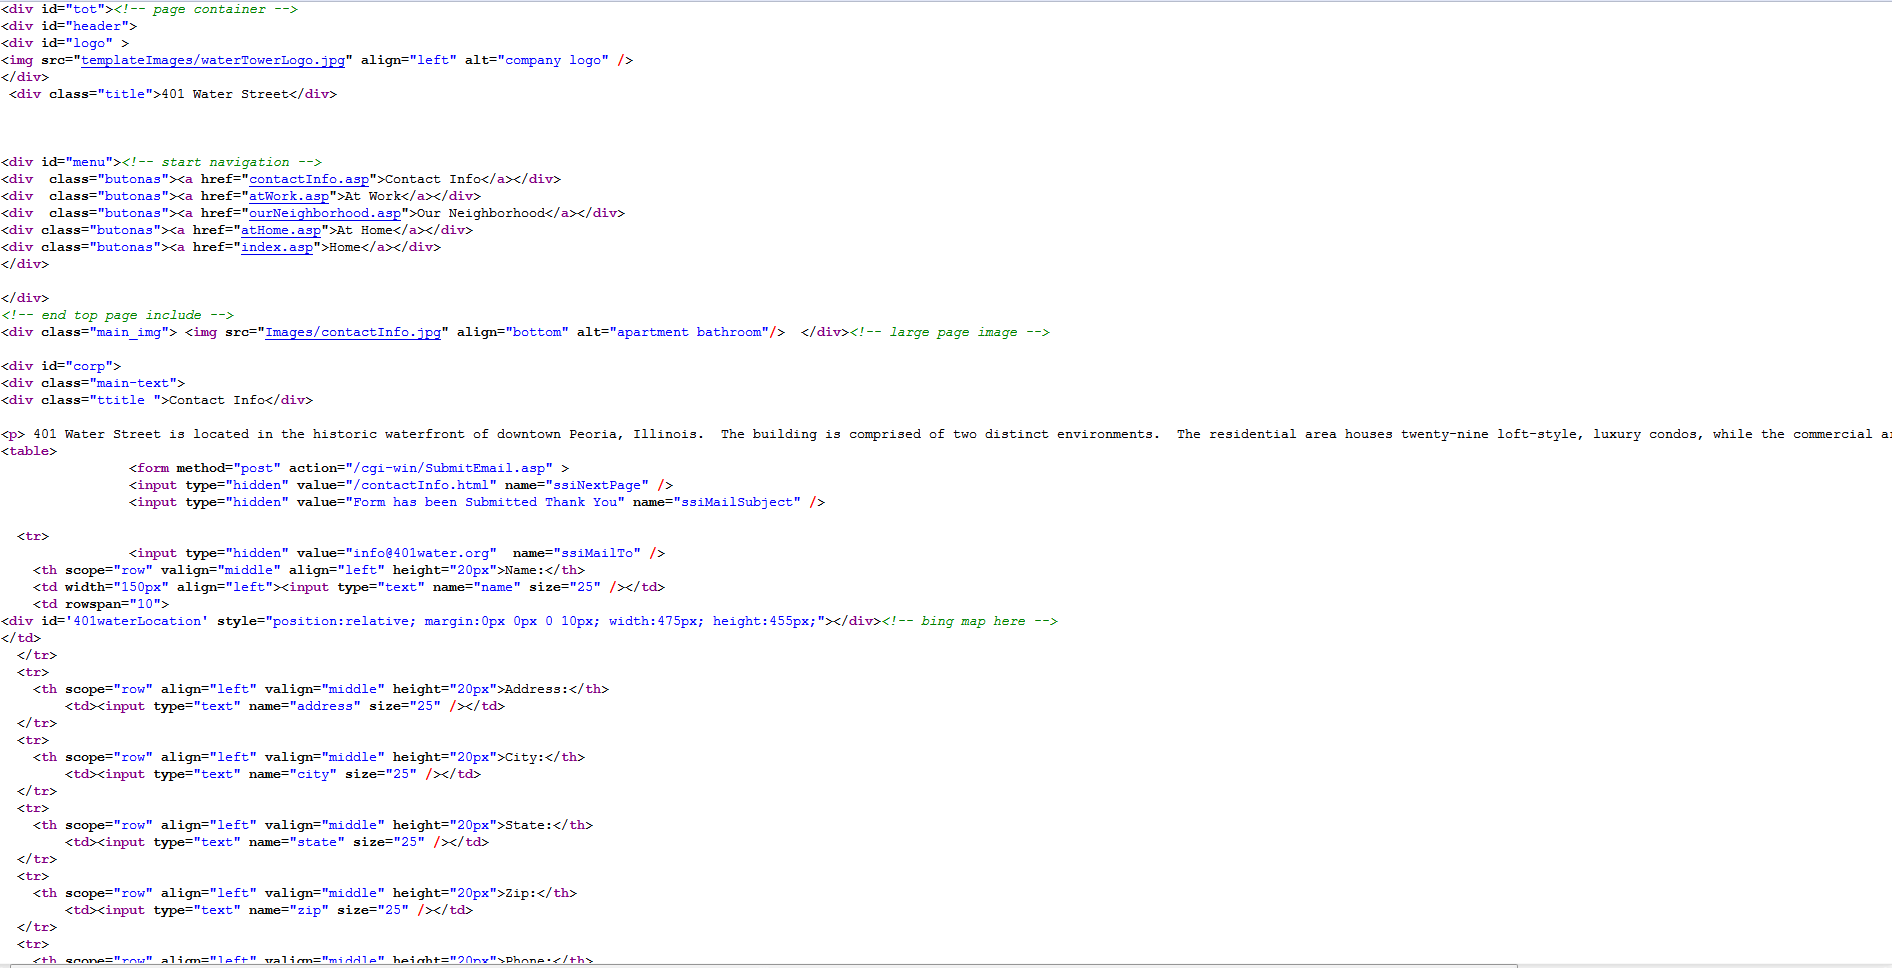 <div id="tot"><!-- page container -->
<div id="header">
<div id="logo" >
<img src="templateImages/waterTowerLogo.jpg" align="left" alt="company logo" />
</div>
<div class="title">401 Water Street</div>
<div id="menu"><!-- start navigation -->
<div  class="butonas"><a href="contactInfo.asp">Contact Info</a></div>
<div  class="butonas"><a href="atWork.asp">At Work</a></div>
<div  class="butonas"><a href="ourNeighborhood.asp">Our Neighborhood</a></div>
<div class="butonas"><a href="atHome.asp">At Home</a></div>
<div class="butonas"><a href="index.asp">Home</a></div>
</div>
</div>
<!-- end top page include -->
<div class="main_img"> <img src="Images/contactInfo.jpg" align="bottom" alt="apartment bathroom"/>  </div><!-- large page image -->
<div id="corp">
<div class="main-text">
<div class="ttitle ">Contact Info</div>
<p> 401 Water Street is located in the historic waterfront of downtown Peoria, Illinois.  The building is comprised of two distinct environments.  The residential area houses twenty-nine loft-style, luxury condos, while the commercial
<table>
<form method="post" action="/cgi-win/SubmitEmail.asp" >
<input type="hidden" value="/contactInfo.html" name="ssiNextPage" />
<input type="hidden" value="Form has been Submitted Thank You" name="ssiMailSubject" />
<tr>
<input type="hidden" value="info@401water.org"  name="ssiMailTo" />
<th scope="row" valign="middle" align="left" height="20px">Name:</th>
<td width="150px" align="left"><input type="text" name="name" size="25" /></td>
<td rowspan="10">
<div id='401waterLocation' style="position:relative; margin:0px 0px 0 10px; width:475px; height:455px;"></div><!-- bing map here -->
</td>
</tr>
<tr>
<th scope="row" align="left" valign="middle" height="20px">Address:</th>
<td><input type="text" name="address" size="25" /></td>
</tr>
<tr>
<th scope="row" align="left" valign="middle" height="20px">City:</th>
<td><input type="text" name="city" size="25" /></td>
</tr>
<tr>
<th scope="row" align="left" valign="middle" height="20px">State:</th>
<td><input type="text" name="state" size="25" /></td>
</tr>
<tr>
<th scope="row" align="left" valign="middle" height="20px">Zip:</th>
<td><input type="text" name="zip" size="25" /></td>
</tr>
<tr>
<th scope="row" align="left" valign="middle" height="20px">Phone:</th>